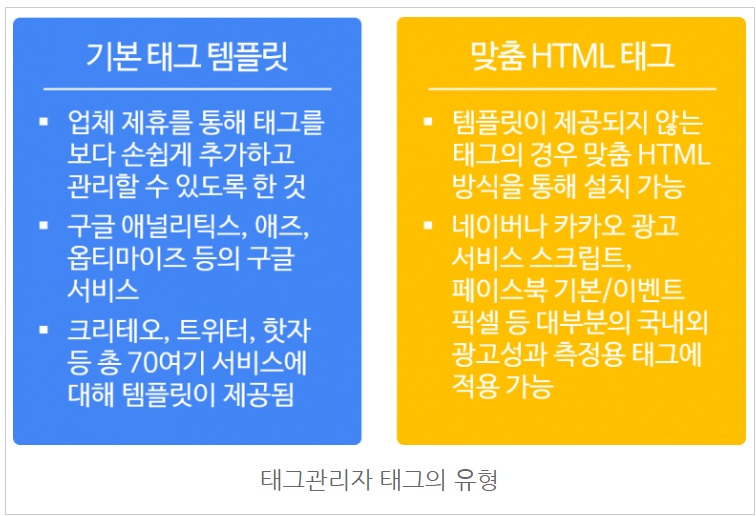 기본 태그 템플릿
▪ 업체 제휴를 통해 태그를
보다 손쉽게 추가하고
관리할 수 있도록 한 것
▪ 구글 애널리틱스, 애즈,
옵티마이즈 등의 구글
서비스
▪ 크리테오, 트위터, 핫자
등 총 70여기 서비스에
대해 템플릿이 제공됨
맞춤 HTML 태그
▪ 템플릿이 제공되지 않는
태그의 경우 맞춤 HTML
방식을 통해 설치 가능
▪ 네이버나 카카오 광고
서비스 스크립트,
페이스북 기본/이벤트
픽셀 등 대부분의 국내외
광고성과 측정용 태그에
적용 가능
태그관리자 태그의 유형